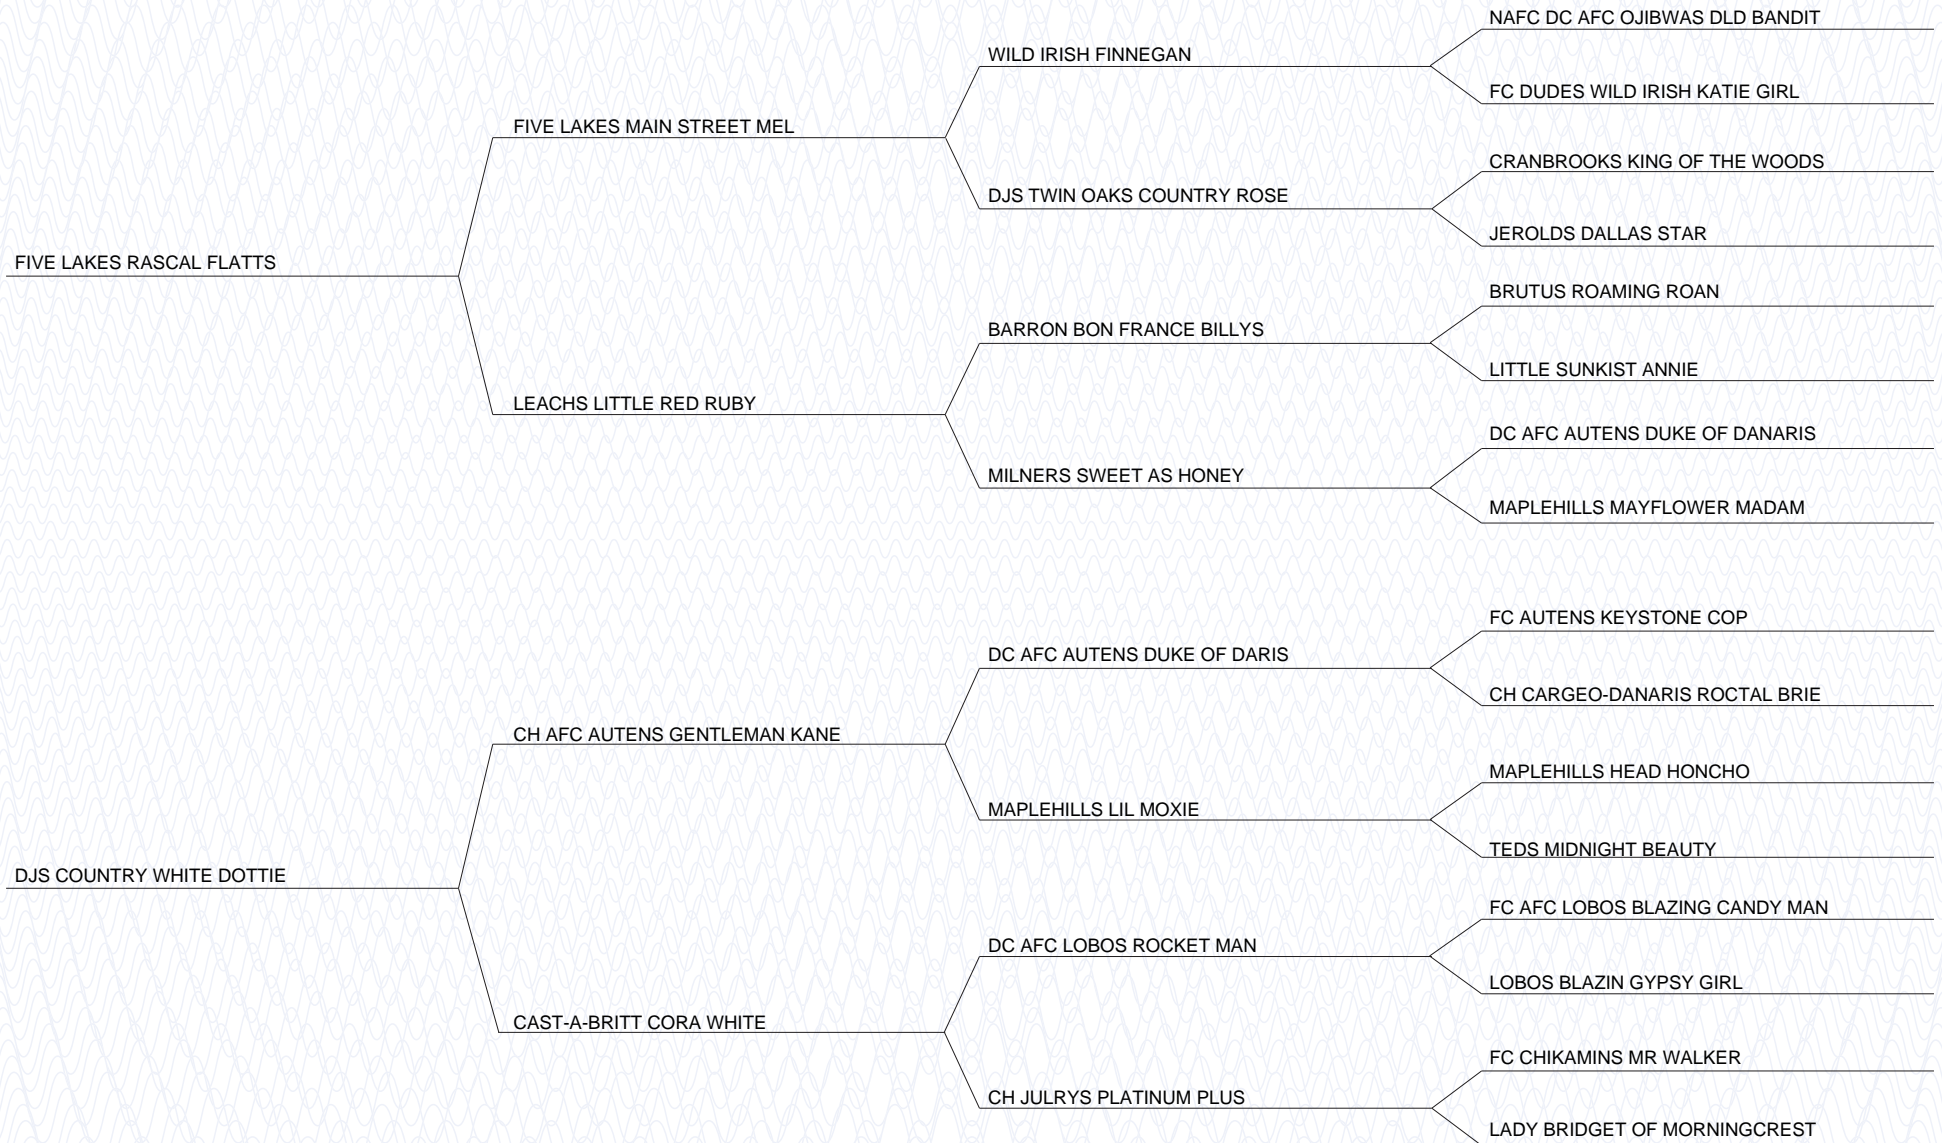 NAFC DC AFC OJIBWAS DLD BANDIT
WILD IRISH FINNEGAN
FC DUDES WILD IRISH KATIE GIRL
FIVE LAKES MAIN STREET MEL
CRANBROOKS KING OF THE WOODS
DJS TWIN OAKS COUNTRY ROSE
JEROLDS DALLAS STAR
FIVE LAKES RASCAL FLATTS
BRUTUS ROAMING ROAN
BARRON BON FRANCE BILLYS
LITTLE SUNKIST ANNIE
LEACHS LITTLE RED RUBY
DC AFC AUTENS DUKE OF DANARIS
MILNERS SWEET AS HONEY
MAPLEHILLS MAYFLOWER MADAM
FC AUTENS KEYSTONE COP
DC AFC AUTENS DUKE OF DARIS
CH CARGEO-DANARIS ROCTAL BRIE
CH AFC AUTENS GENTLEMAN KANE
MAPLEHILLS HEAD HONCHO
MAPLEHILLS LIL MOXIE
TEDS MIDNIGHT BEAUTY
DJS COUNTRY WHITE DOTTIE
FC AFC LOBOS BLAZING CANDY MAN
DC AFC LOBOS ROCKET MAN
LOBOS BLAZIN GYPSY GIRL
CAST-A-BRITT CORA WHITE
FC CHIKAMINS MR WALKER
CH JULRYS PLATINUM PLUS
LADY BRIDGET OF MORNINGCREST